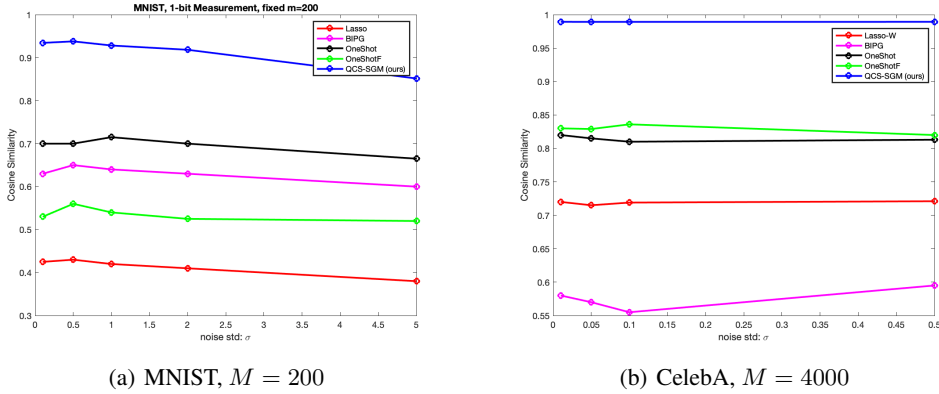 MNIST, 1-bit Measurement, fixed m=200
Lasso
BIPG
OneShot
OneShotF
QCS-SGM (ours)
1
0.9
0.8
0.7
0.6
0.5
0.4
0.3
Cosine Similarity
0 0.5 1 1.5 2 2.5 3 3.5 4 4.5 5
noise std: σ
(a) MNIST, M = 200
Lasso-W
BIPG
OneShot
OneShotF
QCS-SGM (ours)
1
0.95
0.9
0.85
0.8
0.75
0.7
0.65
0.6
0.55
Cosine Similarity
0 0.05 0.1 0.15 0.2 0.25 0.3 0.35 0.4 0.45 0.5
noise std: σ
(b) CelebA, M = 4000